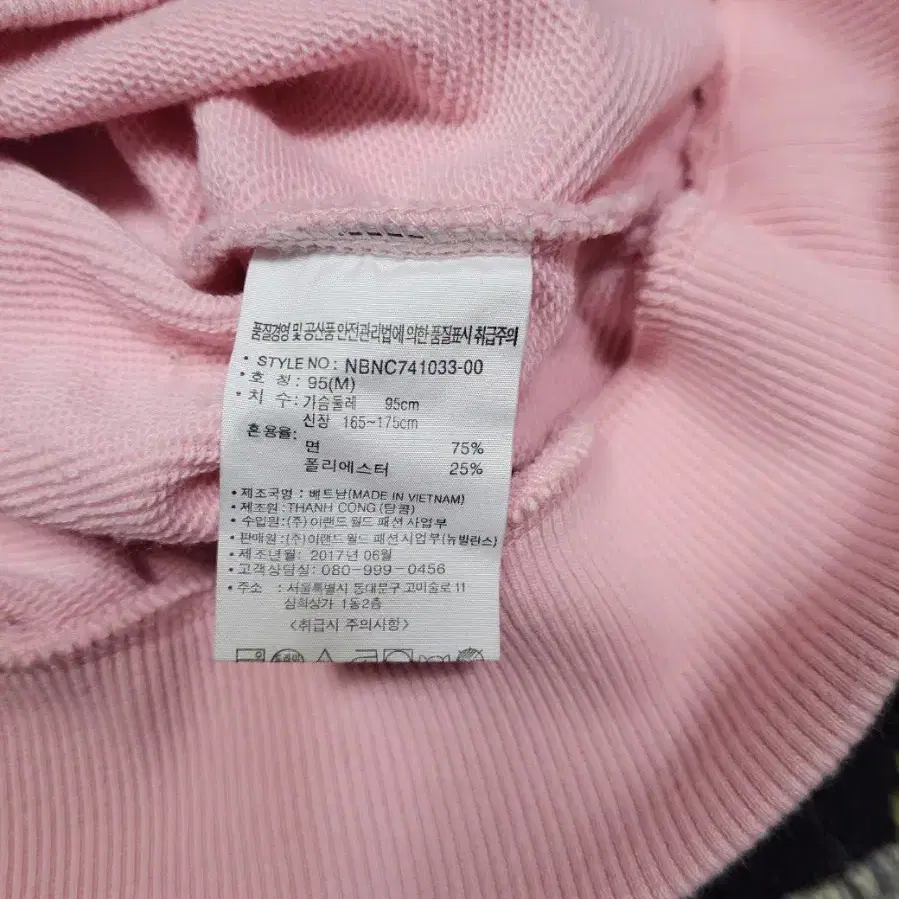 품질경영 및 공산품 안전관리법에 의한 품질표시 취급주의
• STYLE NO : NBNC741033-00
• 호 칭 : 95(M)
• 치 수 : 가슴둘레 95cm
신장 165~175cm
혼용율:
면 75%
폴리에스터 25%
• 제조국명 : 베트남(MADE IN VIETNAM)
• 제조원: THANH CONG (탕콩)
• 수입원:(주)이랜드 월드 패션 사업부
• 판매원 :(주)이랜드 월드 패션사업부(뉴발란스)
• 제조년월: 2017년 06월
• 고객상담실: 080-999-0456
• 주소 : 서울특별시 동대문구 고미술로 11
삼희상가 1동2층
<취급시 주의사항>